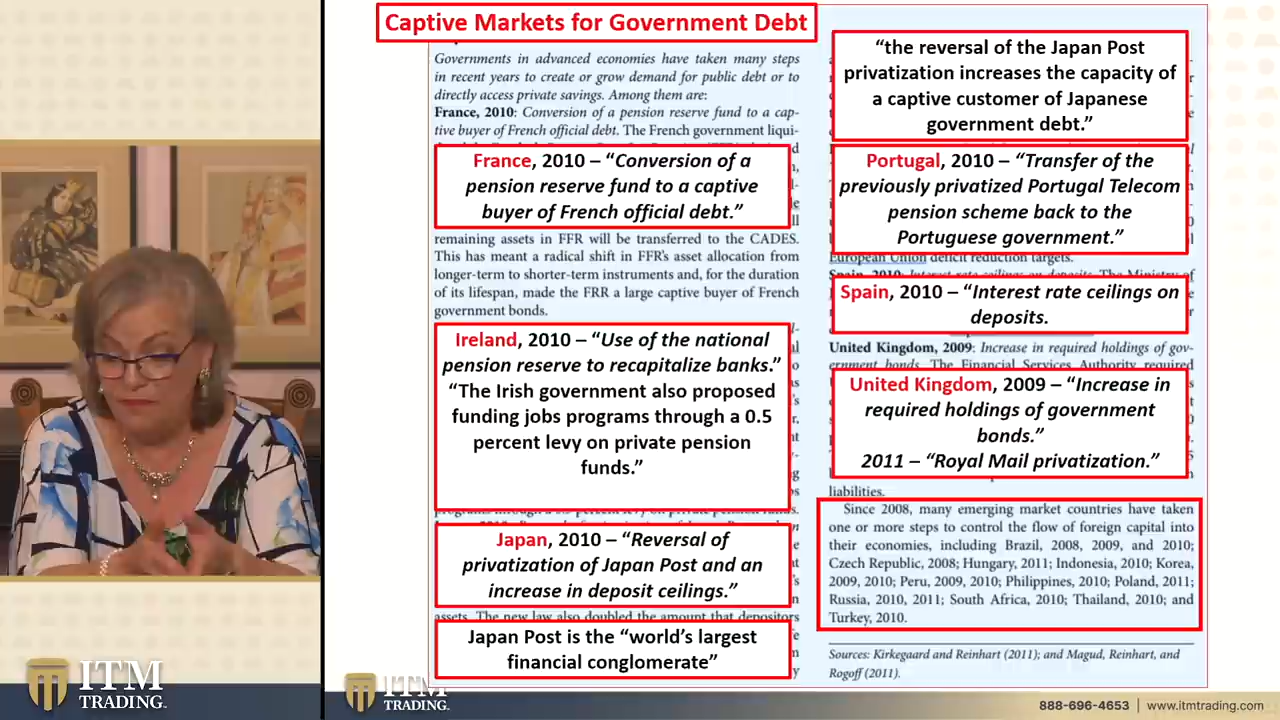 Captive Markets for Government Debt
Governments in advanced economies have taken many steps
in recent years to create or grow demand for public debt or to
directly access private savings. Among them are:
France, 2010: Conversion of a pension reserve fund to a cap-
tive buyer of French official debt. The French government liqui-
France, 2010 – “Conversion of a
pension reserve fund to a captive
buyer of French official debt.”
remaining assets in FFR will be transferred to the CADES.
This has meant a radical shift in FFR’s asset allocation from
longer-term to shorter-term instruments and, for the duration
of its lifespan, made the FRR a large captive buyer of French
government bonds.
Ireland, 2010 – “Use of the national
pension reserve to recapitalize banks.”
“The Irish government also proposed
funding jobs programs through a 0.5
percent levy on private pension
funds.”
Japan, 2010 – “Reversal of
privatization of Japan Post and an
increase in deposit ceilings.”
assets. The new law also doubled the amount that depositors
Japan Post is the “world’s largest
financial conglomerate”
“the reversal of the Japan Post
privatization increases the capacity of
a captive customer of Japanese
government debt.”
Portugal, 2010 – “Transfer of the
previously privatized Portugal Telecom
pension scheme back to the
Portuguese government.”
European Union deficit reduction targets.
Spain, 2010: Interest rate ceilings on deposits. The Ministry of
Spain, 2010 – “Interest rate ceilings on
deposits.
United Kingdom, 2009: Increase in required holdings of gov-
ernment bonds. The Financial Services Authority required
United Kingdom, 2009 – “Increase in
required holdings of government
bonds.”
2011 – “Royal Mail privatization.”
liabilities.
Since 2008, many emerging market countries have taken
one or more steps to control the flow of foreign capital into
their economies, including Brazil, 2008, 2009, and 2010;
Czech Republic, 2008; Hungary, 2011; Indonesia, 2010; Korea,
2009, 2010; Peru, 2009, 2010; Philippines, 2010; Poland, 2011;
Russia, 2010, 2011; South Africa, 2010; Thailand, 2010; and
Turkey, 2010.
Sources: Kirkegaard and Reinhart (2011); and Magud, Reinhart, and
Rogoff (2011).
ITM
TRADING.
ITM
TRADING.
888-696-4653 | www.itmtrading.com